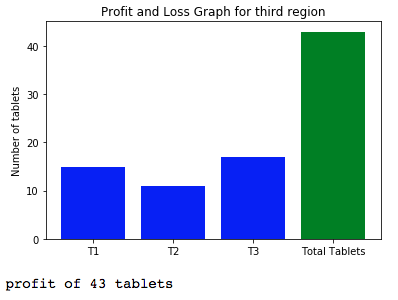 Profit and Loss Graph for third region
Number of tablets
40
30
20
10
0
T1 T2 T3 Total Tablets
profit of 43 tablets